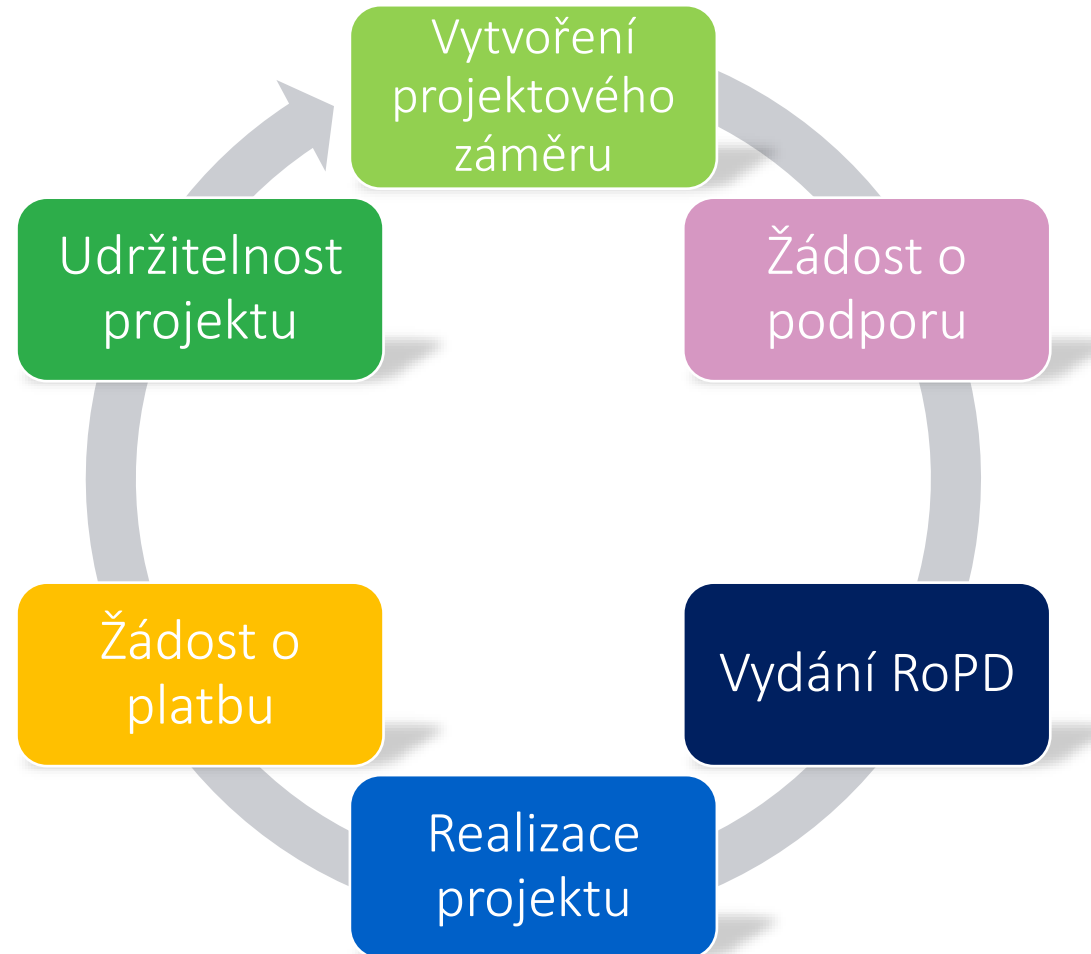 Vytvoření
projektového
záměru
Žádost o
podporu
Vydání RoPD
Realizace
projektu
Žádost o
platbu
Udržitelnost
projektu